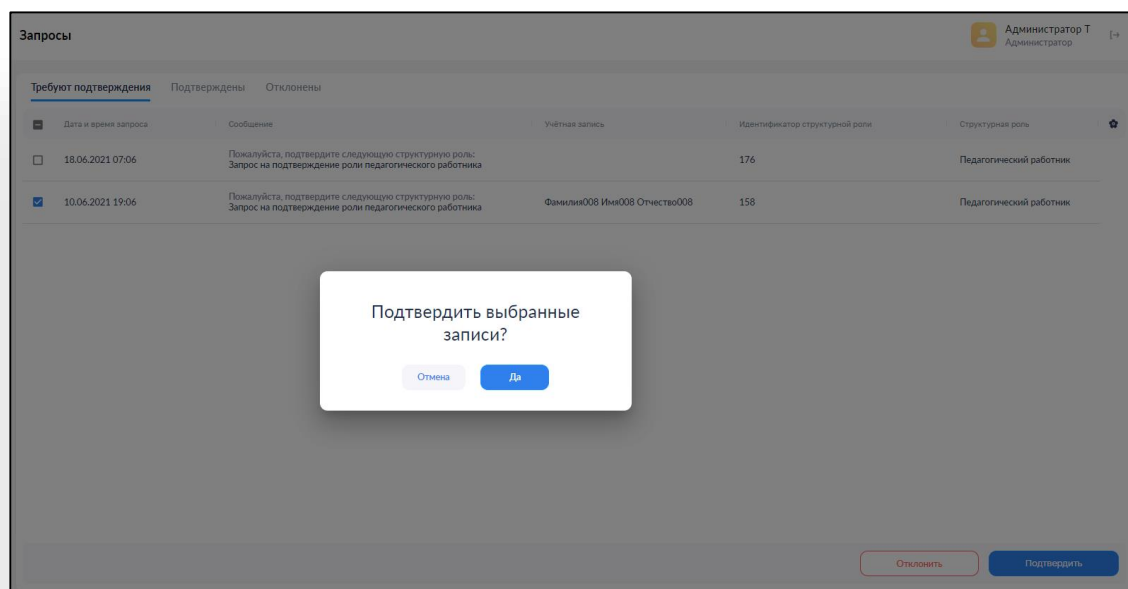 Запросы
Администратор Т
Администратор
Требуют подтверждения Подтверждены Отклонены
Дата и время запроса Сообщение Учётная запись Идентификатор структурной роли Структурная роль
18.06.2021 07:06 Пожалуйста, подтвердите следующую структурную роль: 176 Педагогический работник
Запрос на подтверждение роли педагогического работника
10.06.2021 19:06 Пожалуйста, подтвердите следующую структурную роль: Фамилия008 Имя008 Отчество008 158 Педагогический работник
Запрос на подтверждение роли педагогического работника
Подтвердить выбранные
записи?
Отмена Да
Отклонить Подтвердить